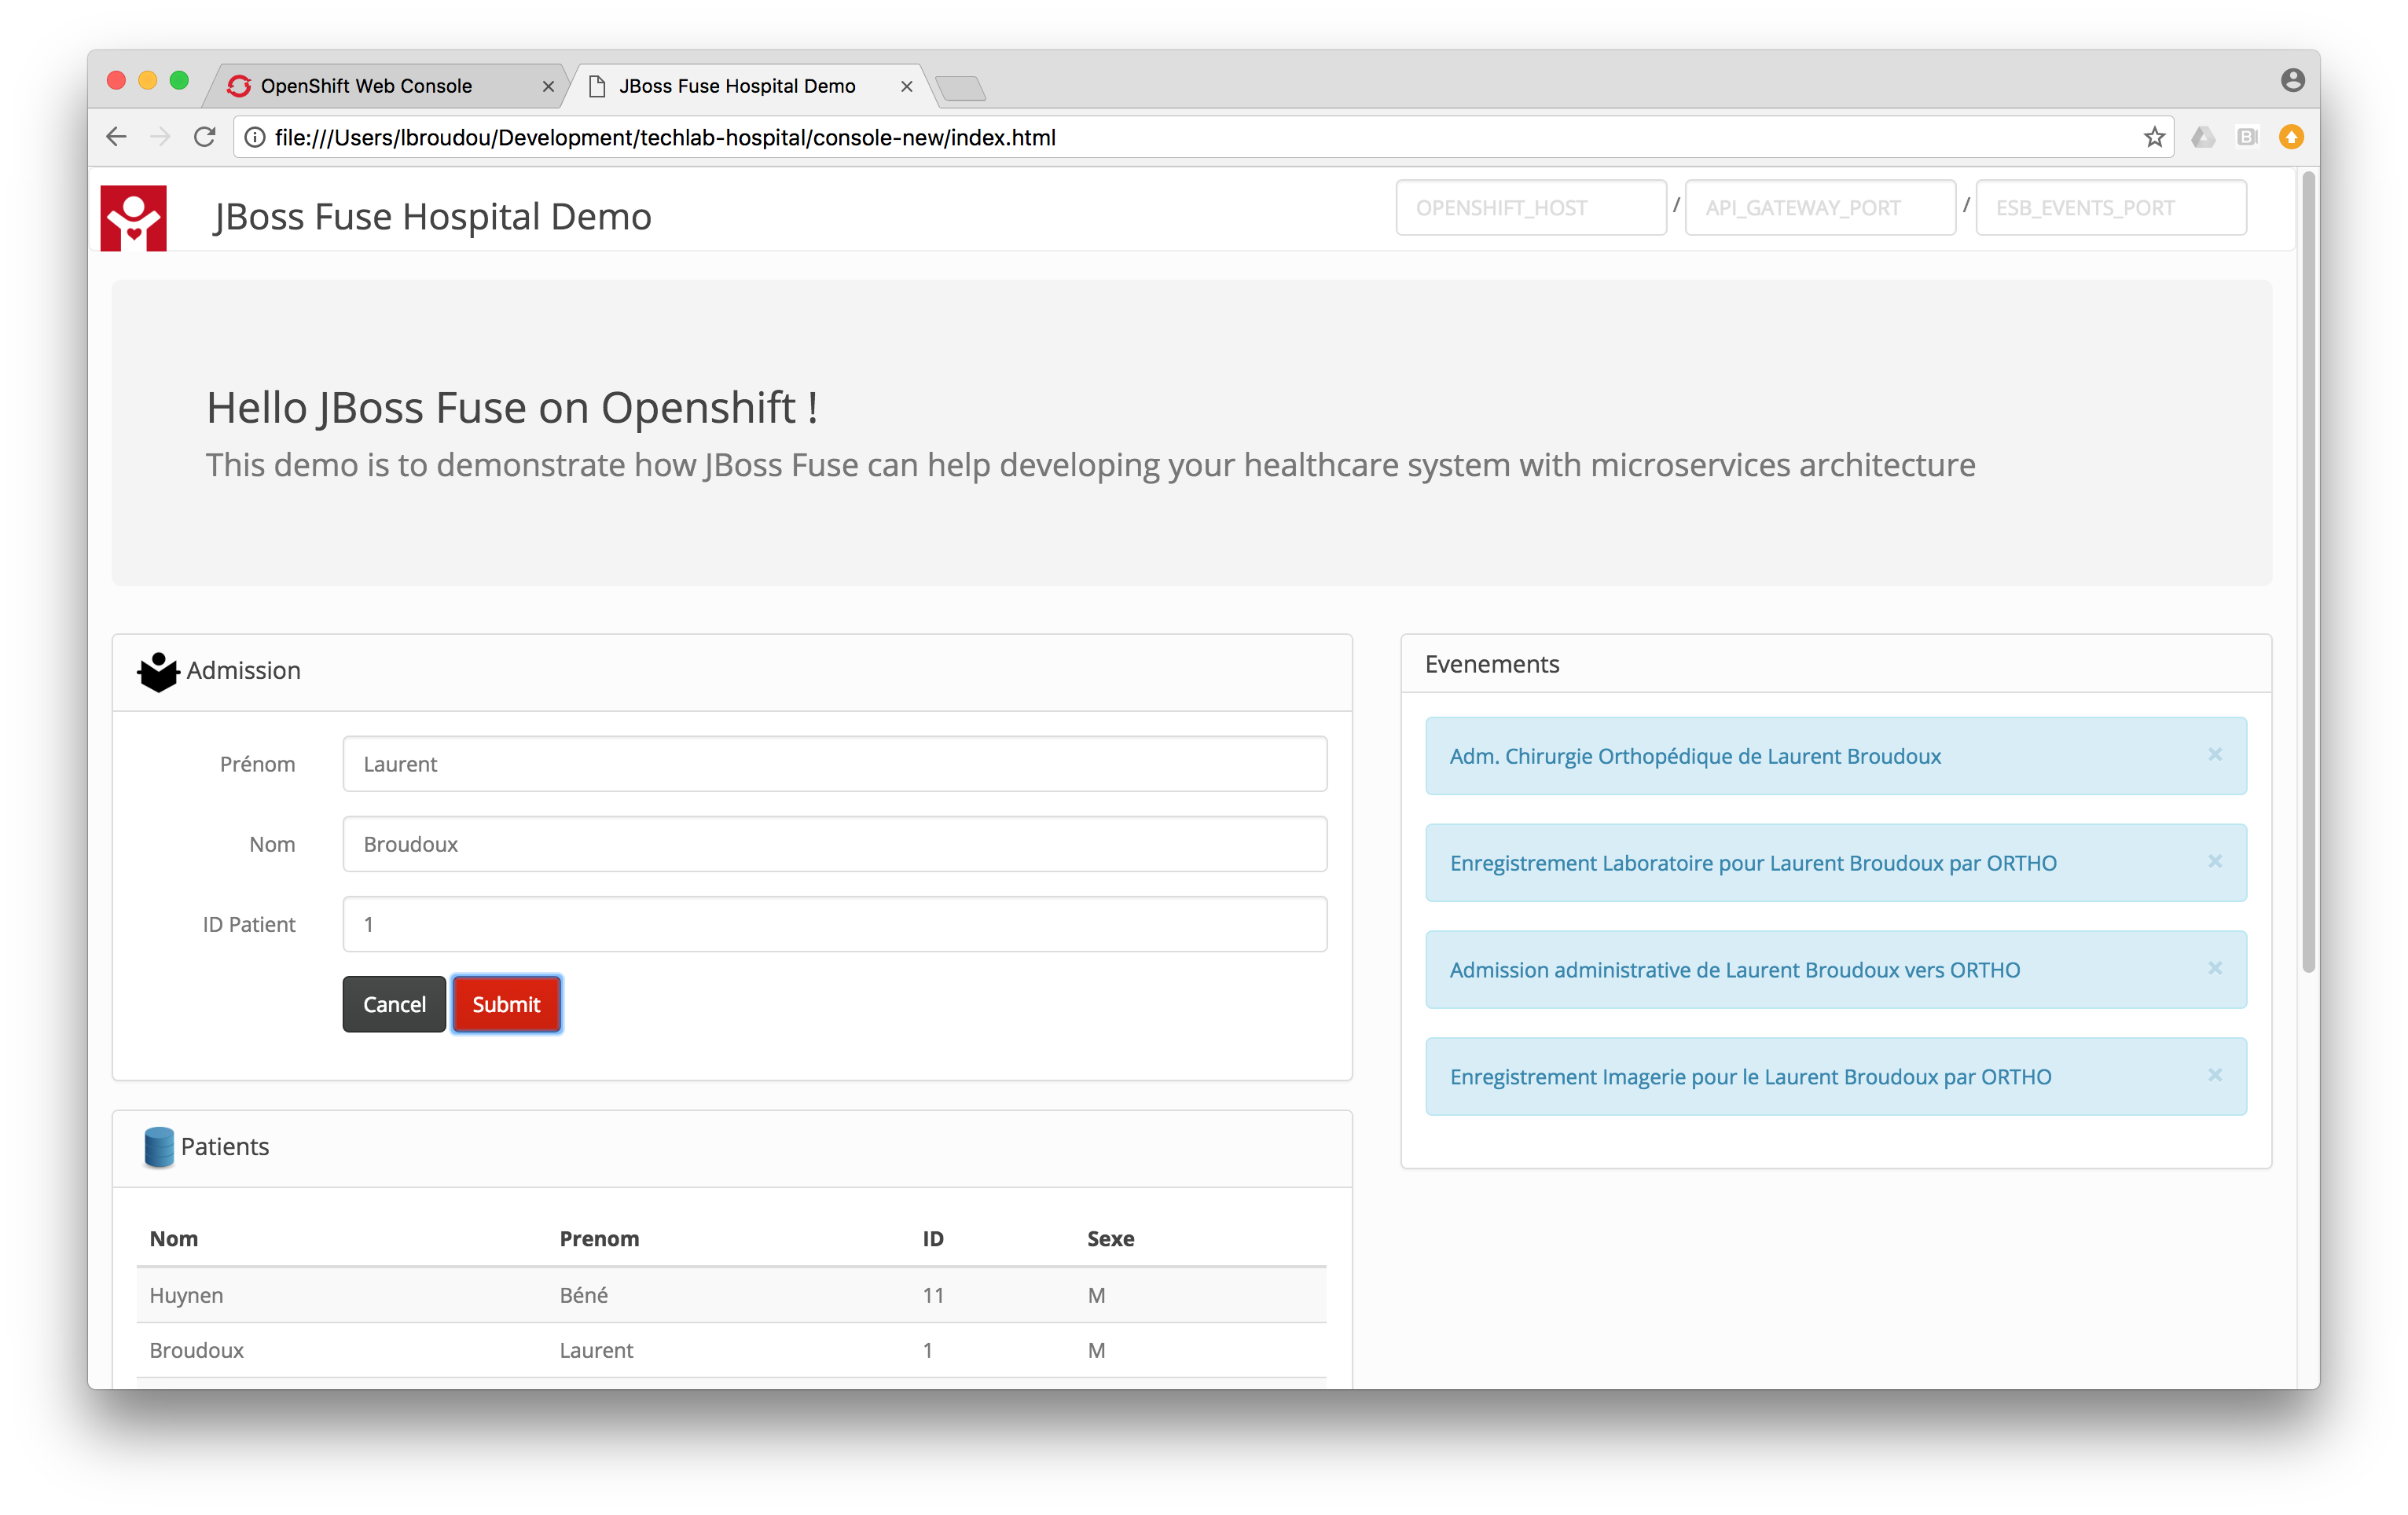 OpenShift Web Console
JBoss Fuse Hospital Demo
file:///Users/lbroudou/Development/techlab-hospital/console-new/index.html
JBoss Fuse Hospital Demo
OPENSHIFT_HOST / API_GATEWAY_PORT / ESB_EVENTS_PORT
Hello JBoss Fuse on Openshift !
This demo is to demonstrate how JBoss Fuse can help developing your healthcare system with microservices architecture
Admission
Prénom Laurent
Nom Broudoux
ID Patient 1
Cancel Submit
Evenements
Adm. Chirurgie Orthopédique de Laurent Broudoux
Enregistrement Laboratoire pour Laurent Broudoux par ORTHO
Admission administrative de Laurent Broudoux vers ORTHO
Enregistrement Imagerie pour le Laurent Broudoux par ORTHO
Patients
Nom Prenom ID Sexe
Huynen Béné 11 M
Broudoux Laurent 1 M